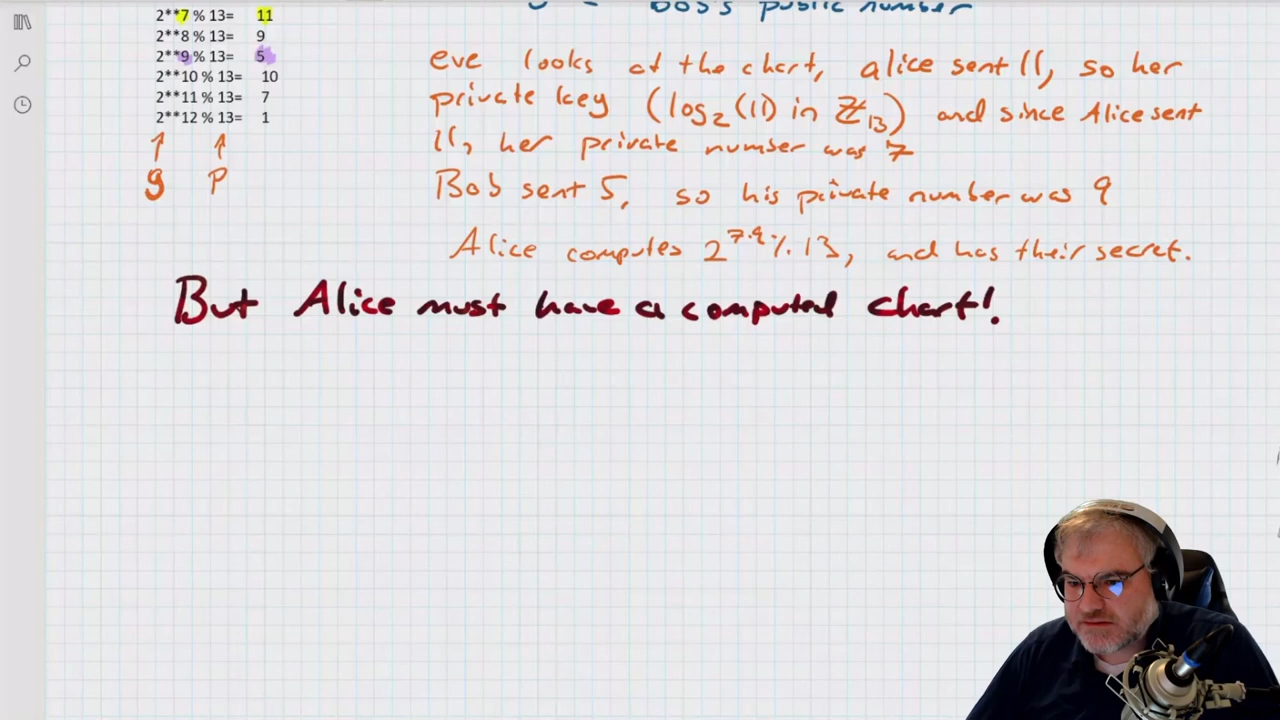 2**7 % 13= 11
2**8 % 13= 9
2**9 % 13= 5
2**10 % 13= 10
2**11 % 13= 7
2**12 % 13= 1
g p
Bob's public number
eve looks at the chart, alice sent 11, so her
private key (log₂(11) in ℤ₁₃) and since Alice sent
11, her private number was 7
Bob sent 5, so his private number was 9
Alice computes 2^7·9 % 13, and has their secret.
But Alice must have a computed chart!